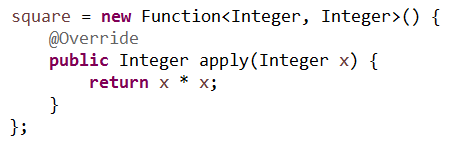 square = new Function<Integer, Integer>() {
    @Override
    public Integer apply(Integer x) {
        return x * x;
    }
};